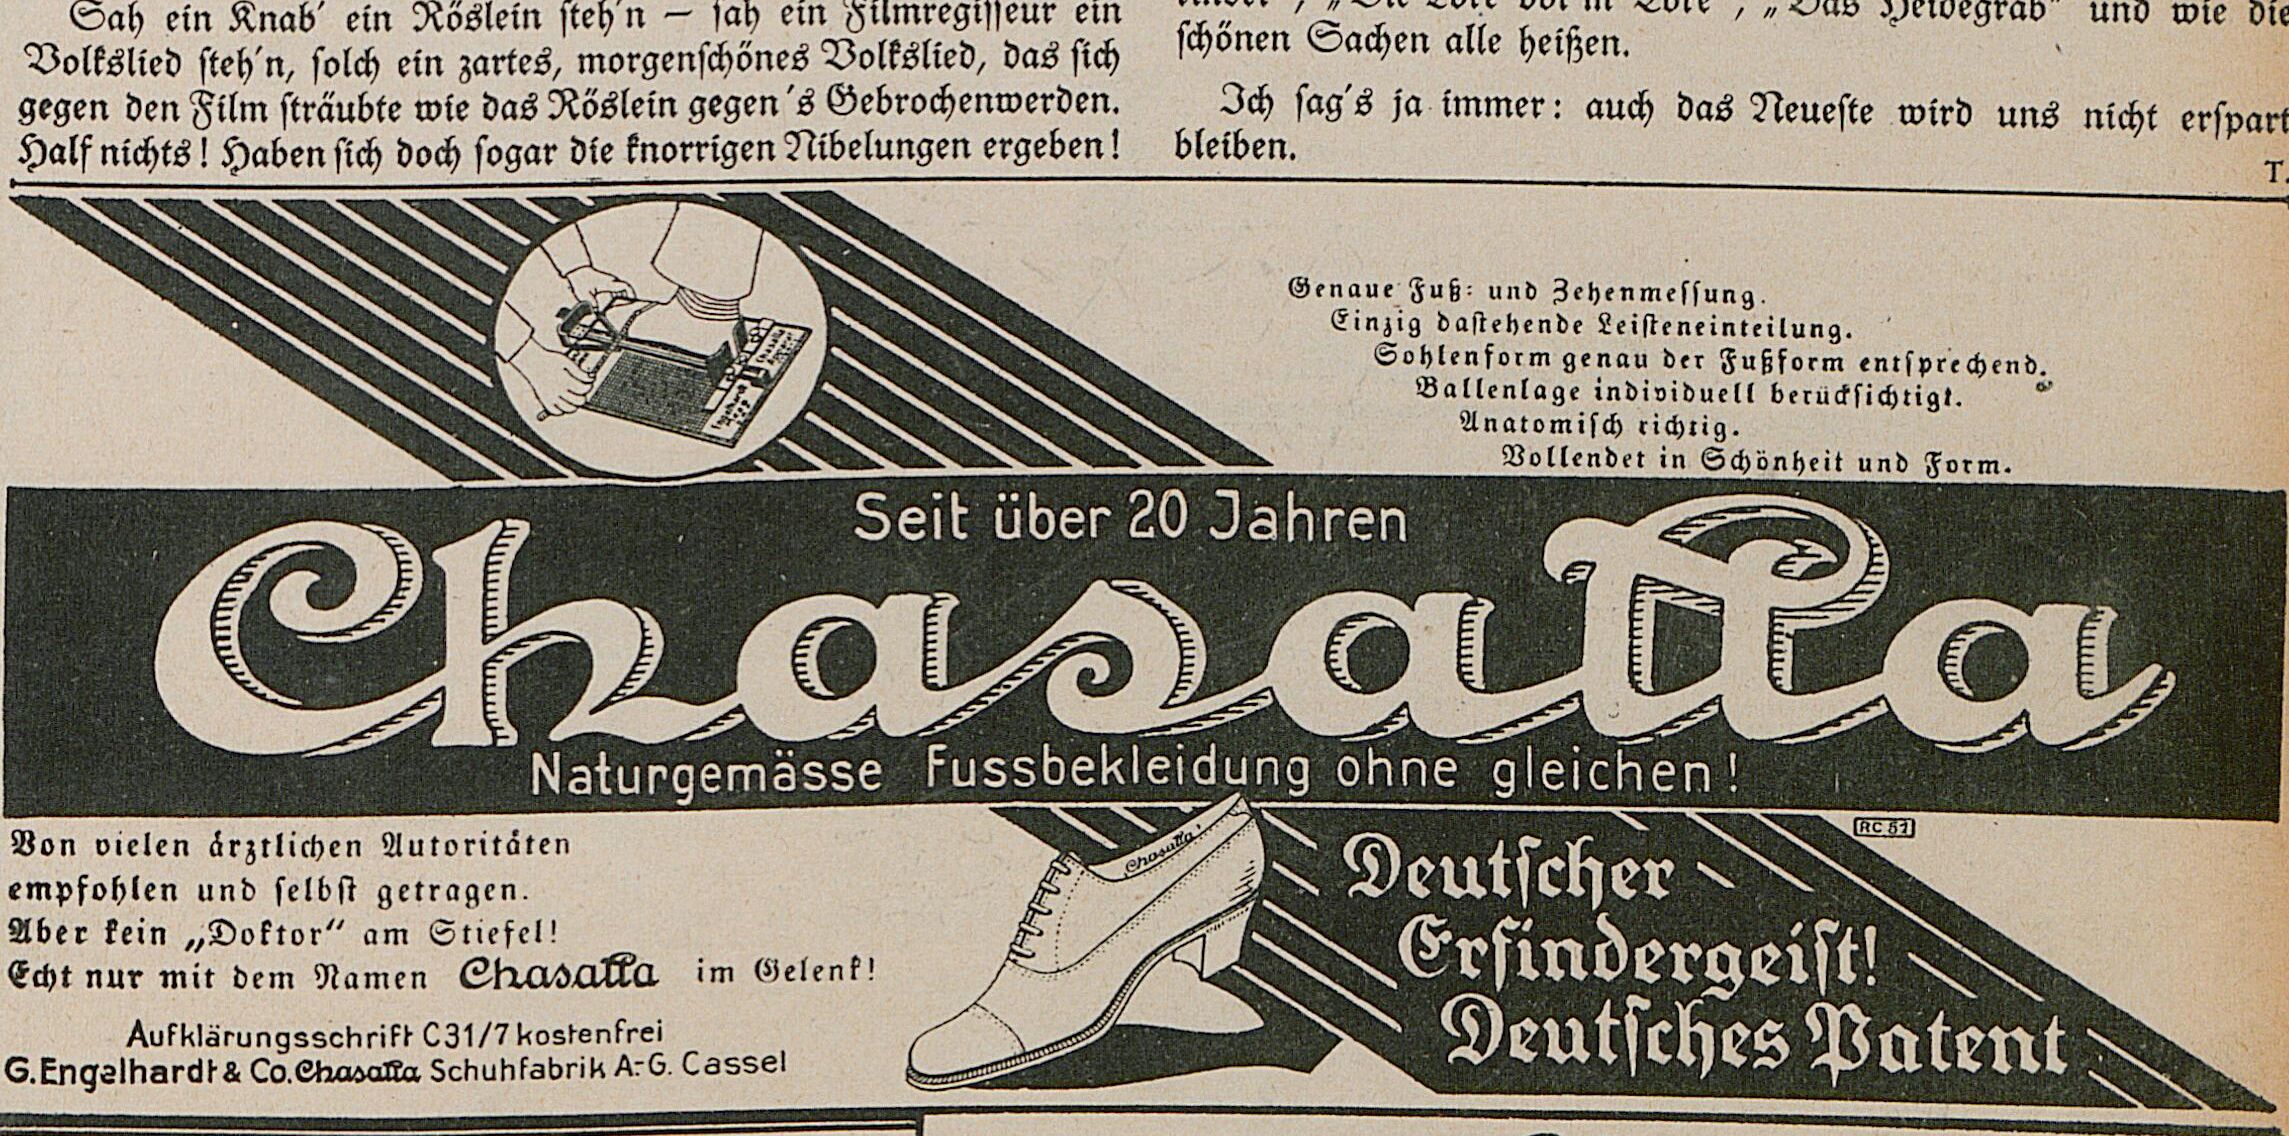 Sah ein Knab' ein Röslein steh'n — sah ein Filmregisseur ein
Volkslied steh'n, solch ein zartes, morgenschönes Volkslied, das sich
gegen den Film sträubte wie das Röslein gegen's Gebrochenwerden.
Half nichts! Haben sich doch sogar die knorrigen Nibelungen ergeben!
„Das Heidegrab“ und wie die
schönen Sachen alle heißen.
Ich sag's ja immer: auch das Neueste wird uns nicht erspart
bleiben.
T.
Genaue Fuß- und Zehenmessung.
Einzig dastehende Leisteneinteilung.
Sohlenform genau der Fußform entsprechend.
Ballenlage individuell berücksichtigt.
Anatomisch richtig.
Vollendet in Schönheit und Form.
Seit über 20 Jahren
Chasalla
Naturgemässe Fussbekleidung ohne gleichen!
Von vielen ärztlichen Autoritäten
empfohlen und selbst getragen.
Aber kein „Doktor“ am Stiefel!
Echt nur mit dem Namen Chasalla im Gelenk!
Aufklärungsschrift C31/7 kostenfrei
G. Engelhardt & Co. Chasalla Schuhfabrik A.-G. Cassel
Chasalla
RC 51
Deutscher
Erfindergeist!
Deutsches Patent